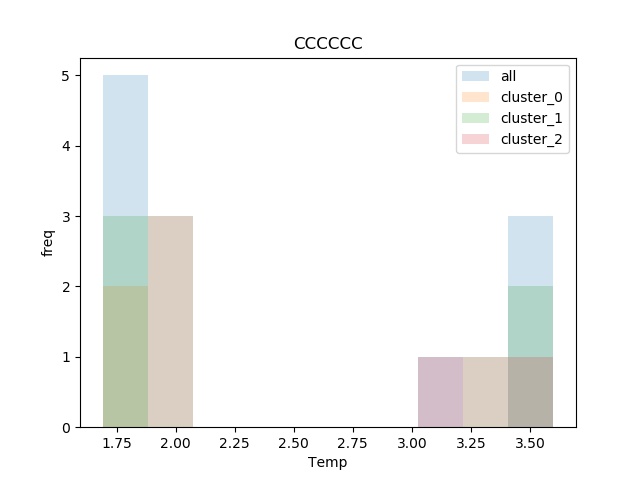 CCCCCC
all
cluster_0
cluster_1
cluster_2
freq
5
4
3
2
1
0
1.75 2.00 2.25 2.50 2.75 3.00 3.25 3.50
Temp